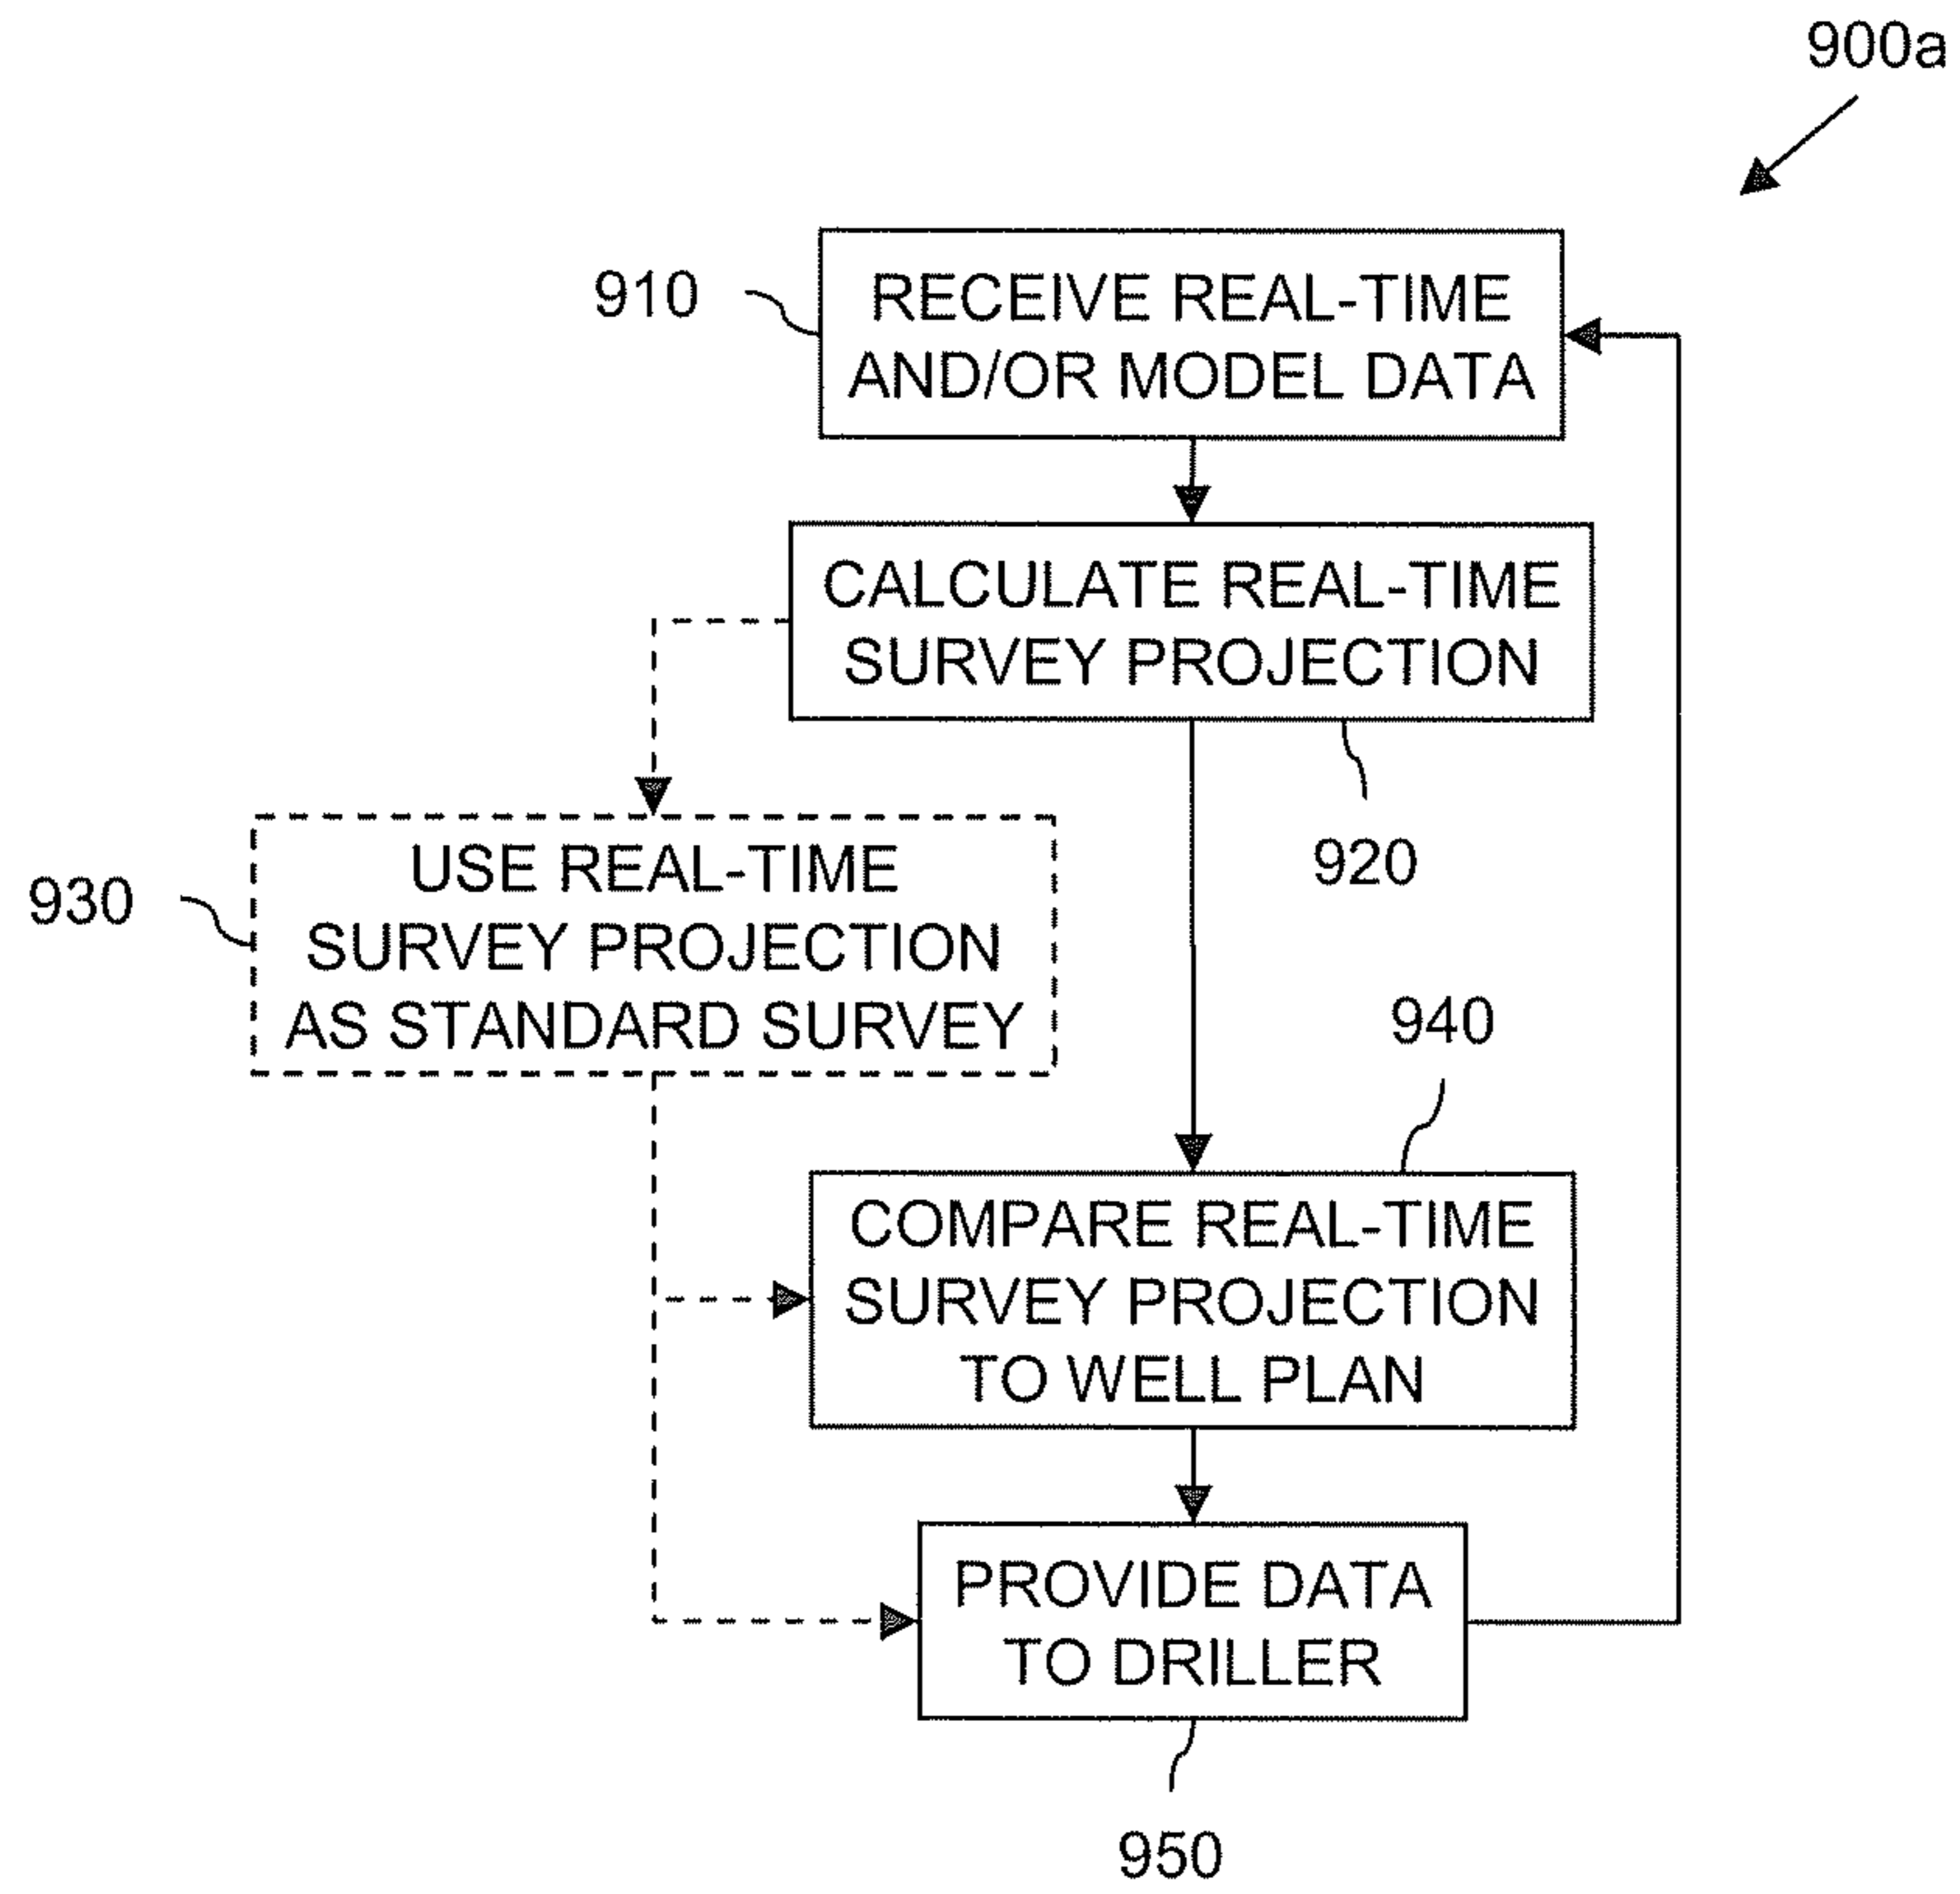 900a
910
RECEIVE REAL-TIME
AND/OR MODEL DATA
CALCULATE REAL-TIME
SURVEY PROJECTION
920
930
USE REAL-TIME
SURVEY PROJECTION
AS STANDARD SURVEY
940
COMPARE REAL-TIME
SURVEY PROJECTION
TO WELL PLAN
PROVIDE DATA
TO DRILLER
950